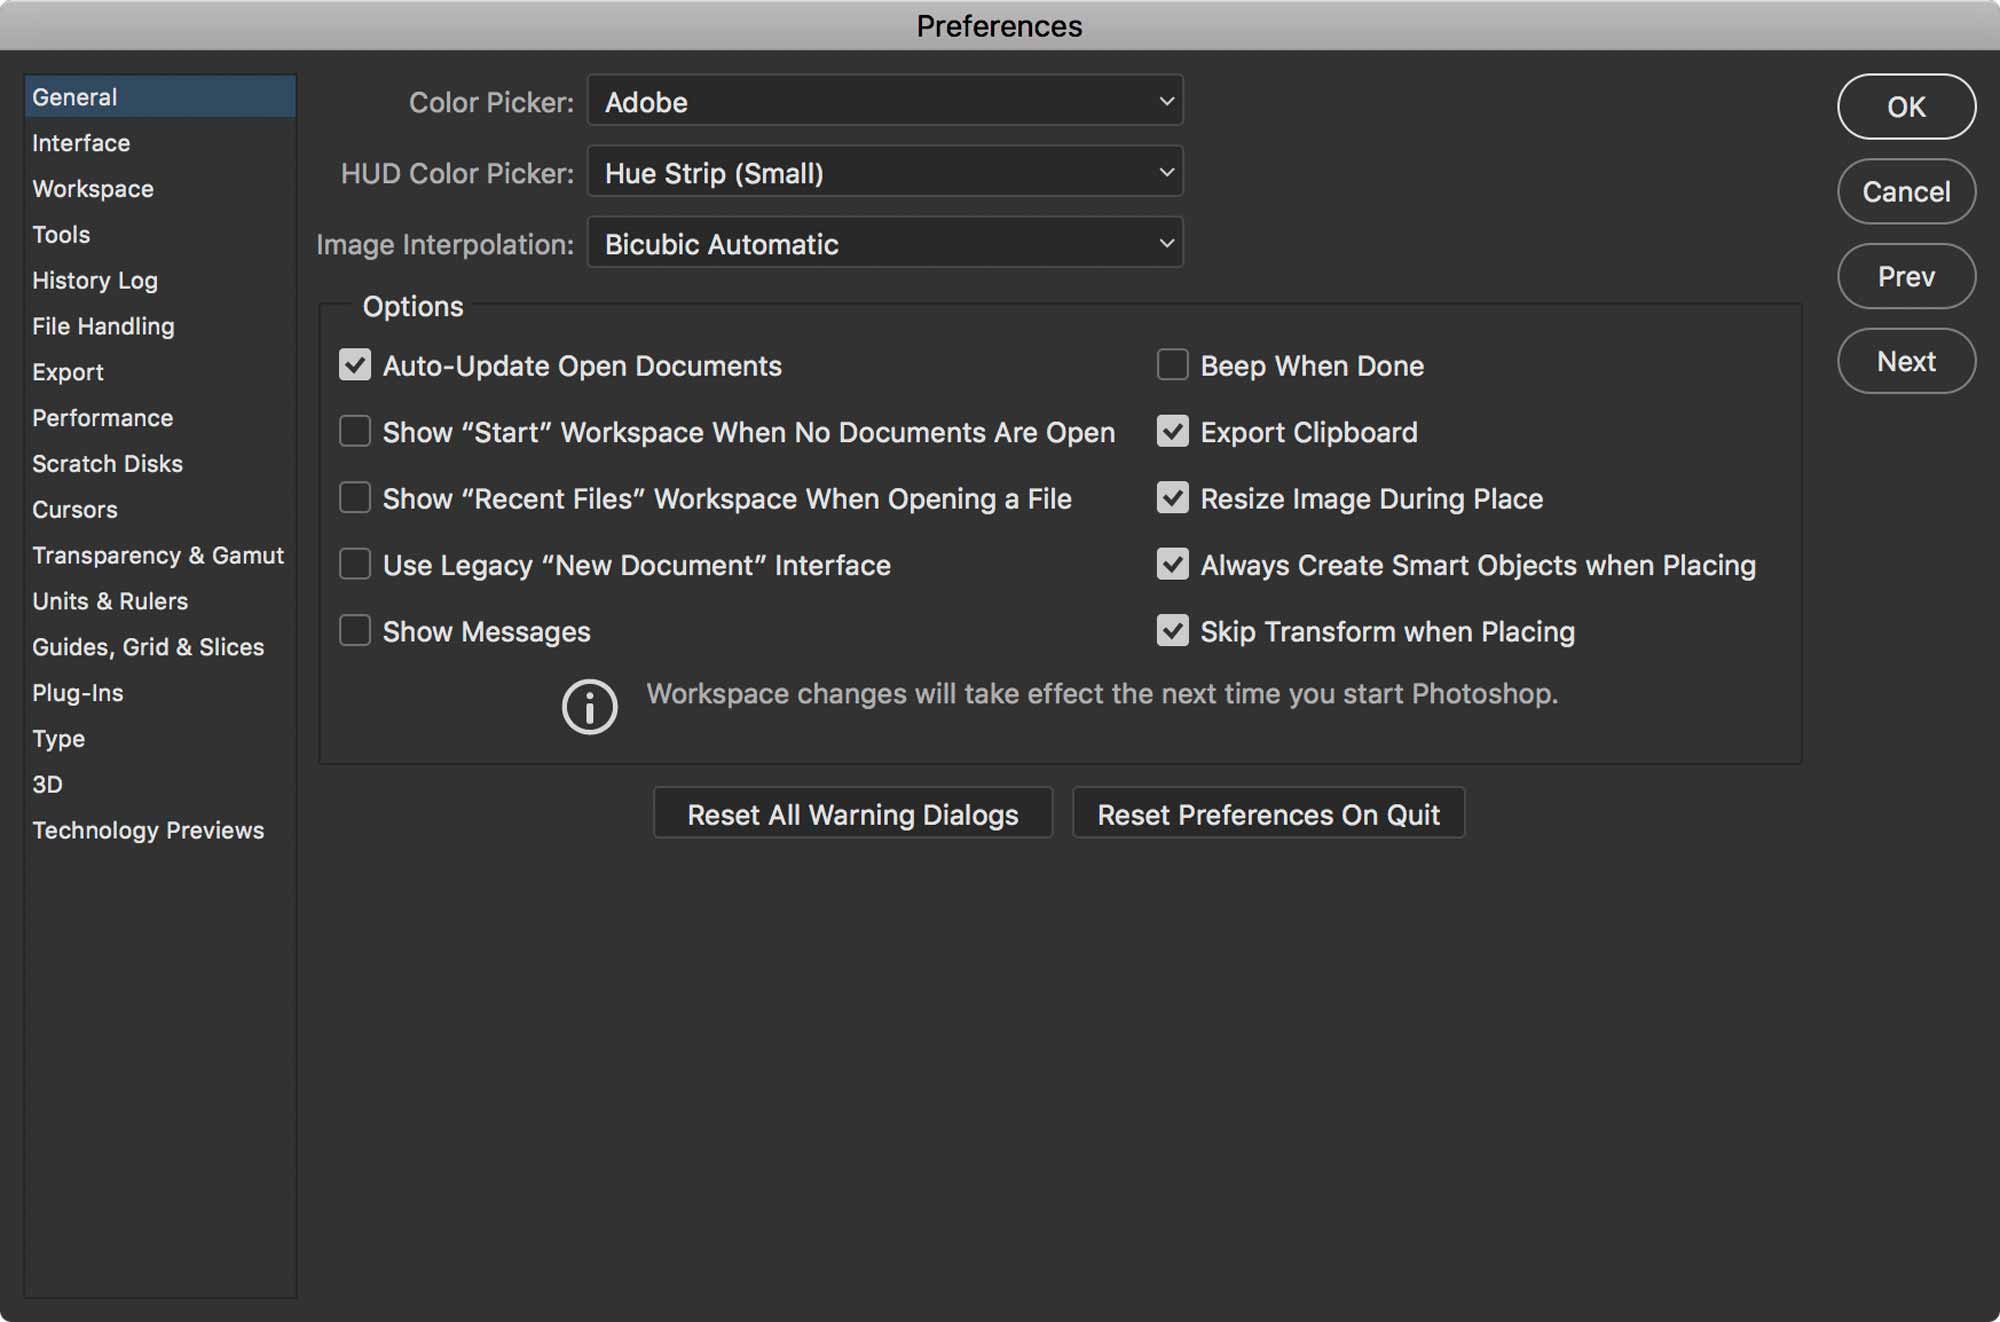 Preferences
General
Interface
Workspace
Tools
History Log
File Handling
Export
Performance
Scratch Disks
Cursors
Transparency & Gamut
Units & Rulers
Guides, Grid & Slices
Plug-Ins
Type
3D
Technology Previews
Color Picker: Adobe
HUD Color Picker: Hue Strip (Small)
Image Interpolation: Bicubic Automatic
Options
Auto-Update Open Documents
Show “Start” Workspace When No Documents Are Open
Show “Recent Files” Workspace When Opening a File
Use Legacy “New Document” Interface
Show Messages
Beep When Done
Export Clipboard
Resize Image During Place
Always Create Smart Objects when Placing
Skip Transform when Placing
Workspace changes will take effect the next time you start Photoshop.
Reset All Warning Dialogs
Reset Preferences On Quit
OK
Cancel
Prev
Next